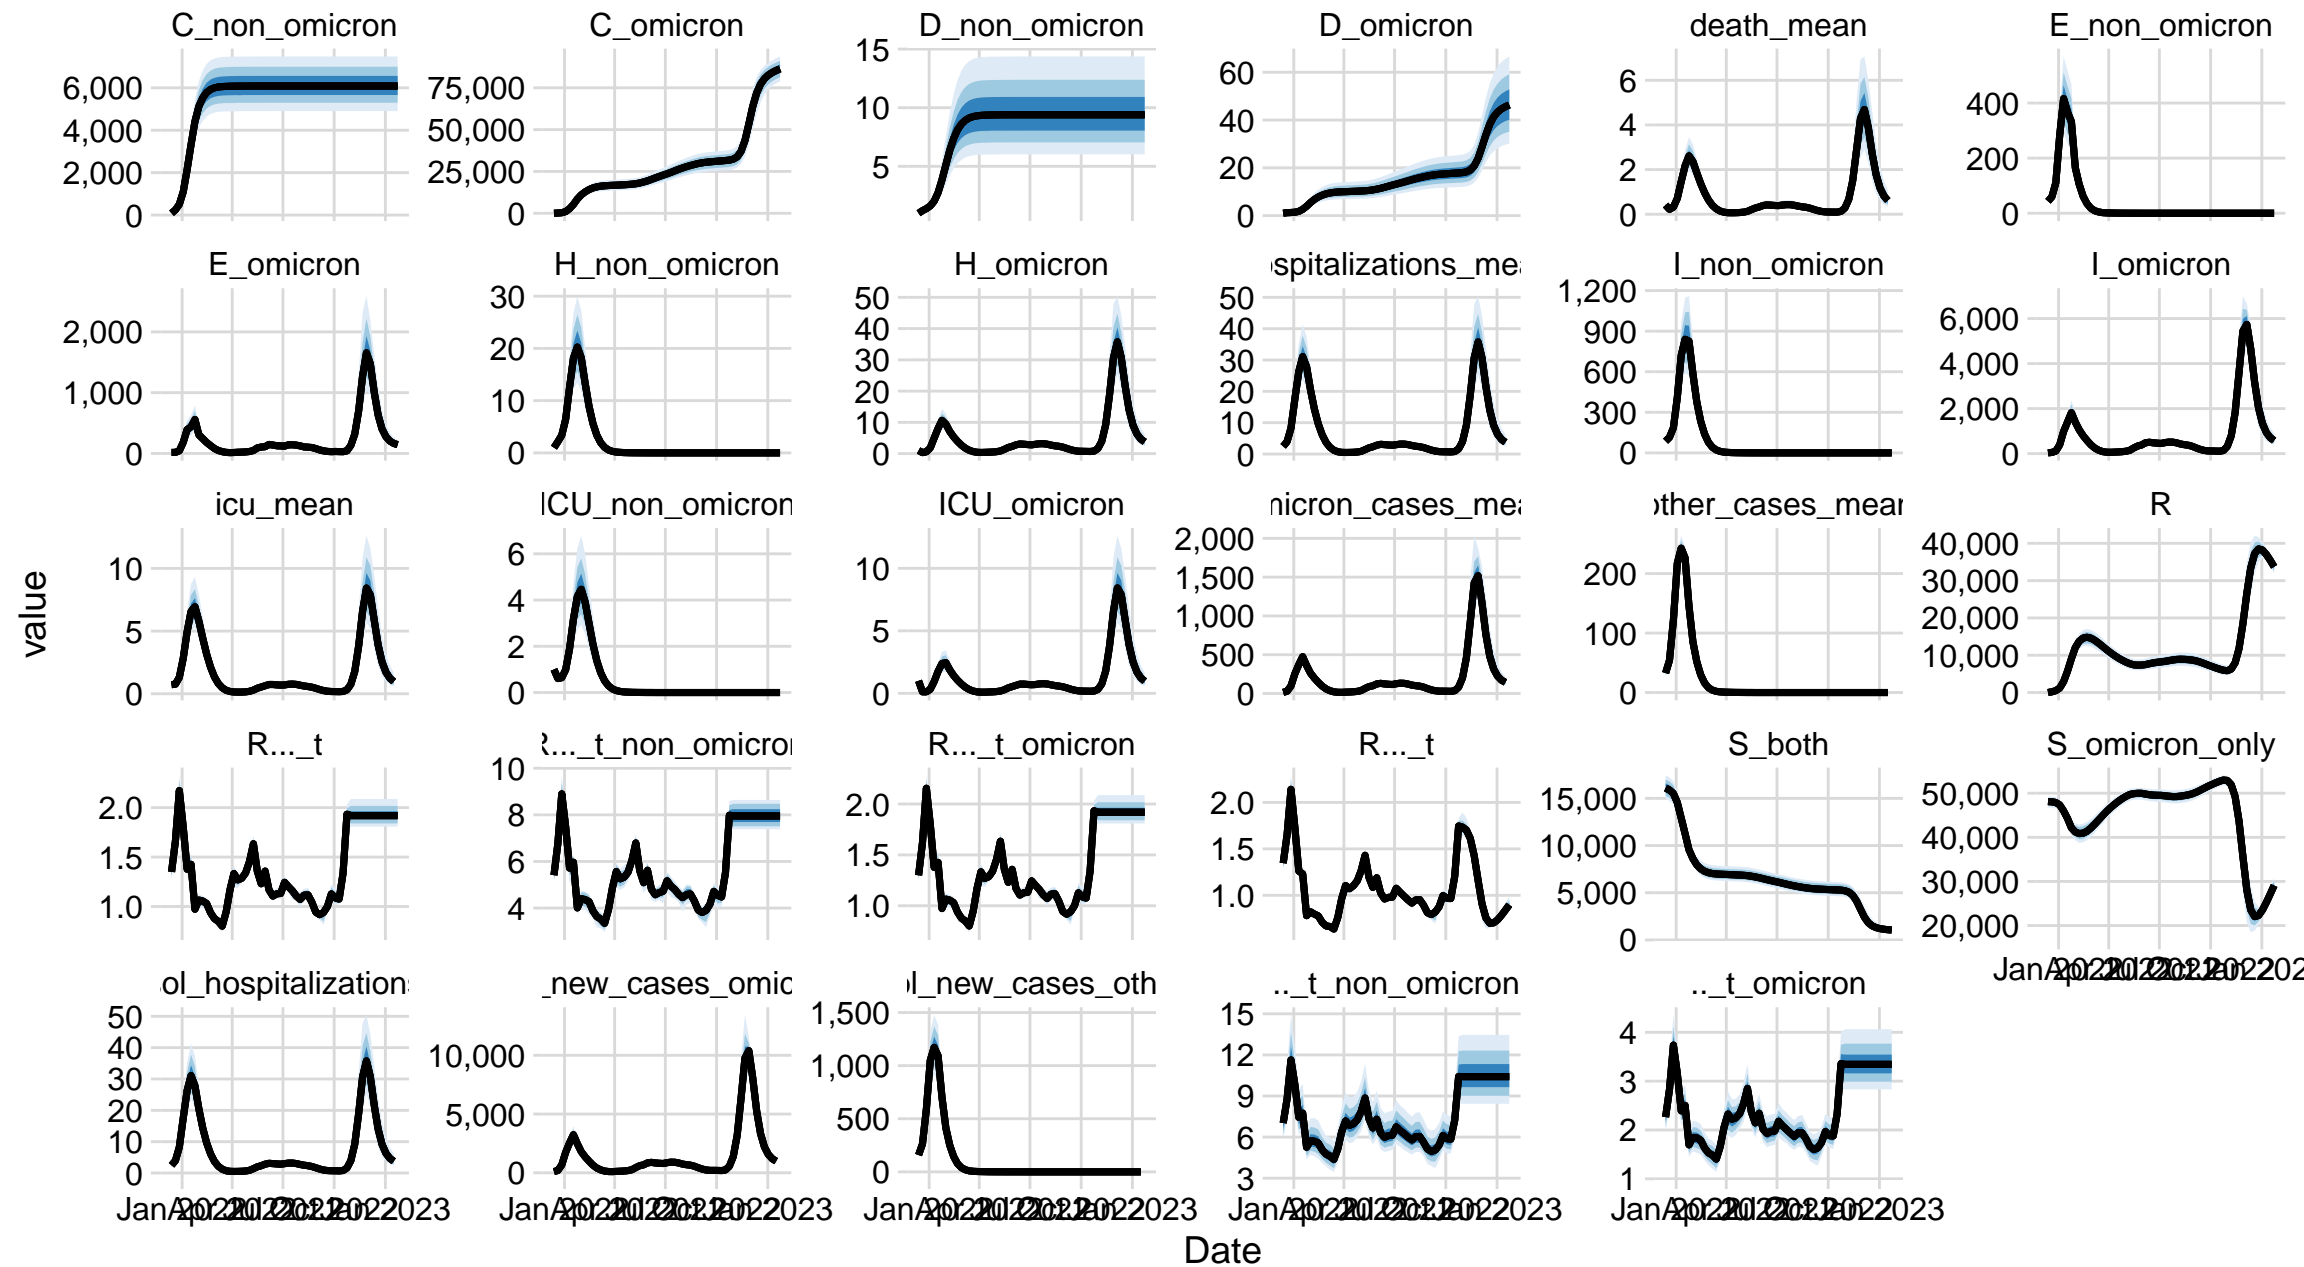 C_non_omicron C_omicron D_non_omicron D_omicron death_mean E_non_omicron
6,000 4,000 2,000 0
75,000 50,000 25,000 0
15 10 5
60 40 20 0
6 4 2 0
400 200 0
E_omicron H_non_omicron H_omicron spitalizations_mea I_non_omicron I_omicron
2,000 1,000 0
30 20 10 0
50 40 30 20 10 0
50 40 30 20 10 0
1,200 900 600 300 0
6,000 4,000 2,000 0
icu_mean ICU_non_omicron ICU_omicron micron_cases_mea other_cases_mean R
10 5 0
6 4 2 0
10 5 0
2,000 1,500 1,000 500 0
200 100 0
40,000 30,000 20,000 10,000 0
value
R..._t R..._t_non_omicron R..._t_omicron R..._t S_both S_omicron_only
2.0 1.5 1.0
10 8 6 4
2.0 1.5 1.0
2.0 1.5 1.0
15,000 10,000 5,000 0
50,000 40,000 30,000 20,000
ol_hospitalizations _new_cases_omic l_new_cases_oth .._t_non_omicron .._t_omicron
50 40 30 20 10 0
10,000 5,000 0
1,500 1,000 500 0
15 12 9 6 3
4 3 2 1
Date